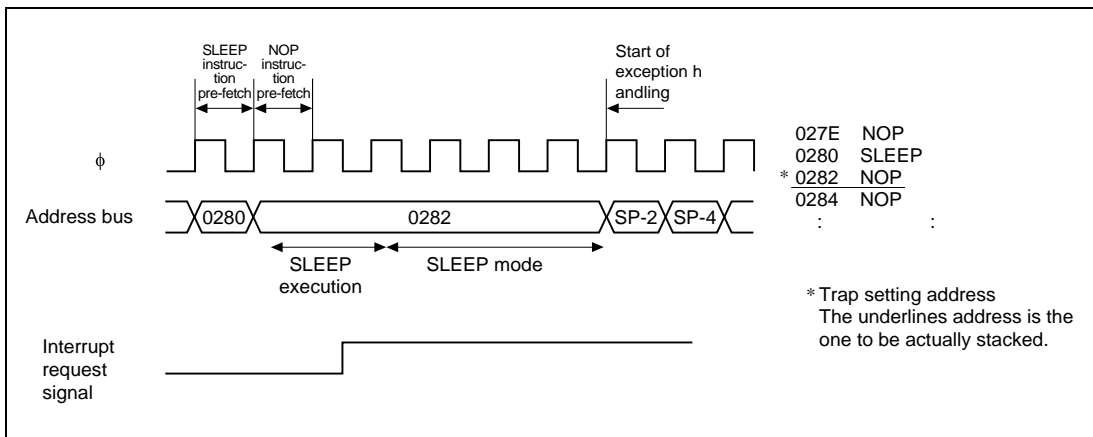 SLEEP
instruc-
tion
pre-fetch
NOP
instruc-
tion
pre-fetch
Start of
exception h
andling
φ
027E NOP
0280 SLEEP
* 0282 NOP
0284 NOP
: :
Address bus
0280
0282
SP-2
SP-4
SLEEP
execution
SLEEP mode
* Trap setting address
The underlines address is the
one to be actually stacked.
Interrupt
request
signal